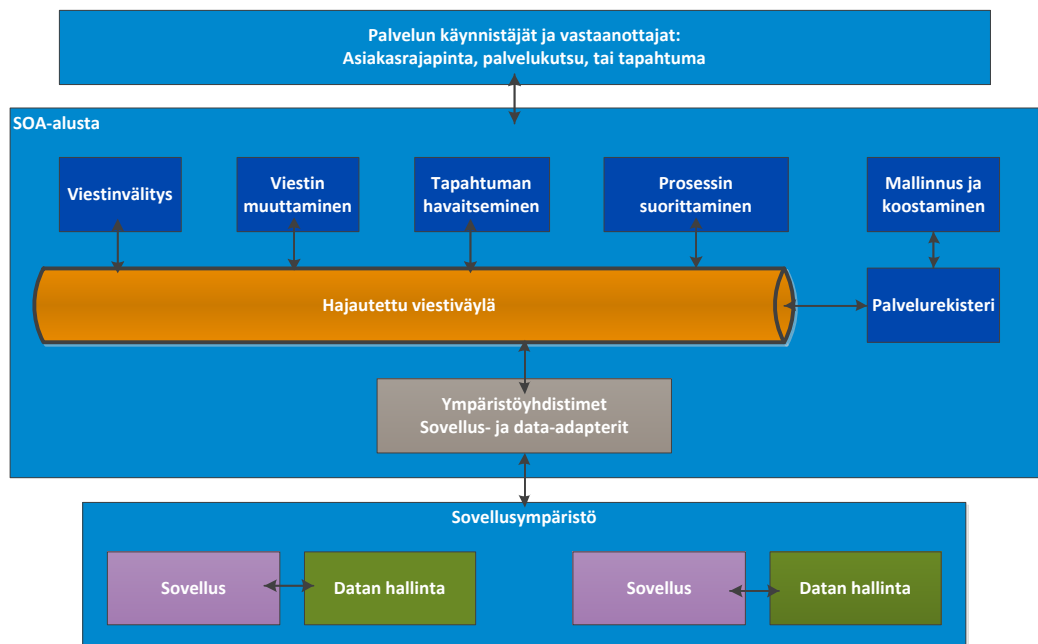 Palvelun käynnistäjät ja vastaanottajat:
Asiakasrajapinta, palvelukutsu, tai tapahtuma
SOA-alusta
Viestinvälitys
Viestin
muuttaminen
Tapahtuman
havaitseminen
Prosessin
suorittaminen
Mallinnus ja
koostaminen
Hajautettu viestiväylä
Palvelurekisteri
Ympäristöyhdistimet
Sovellus- ja data-adapterit
Sovellusympäristö
Sovellus
Datan hallinta
Sovellus
Datan hallinta